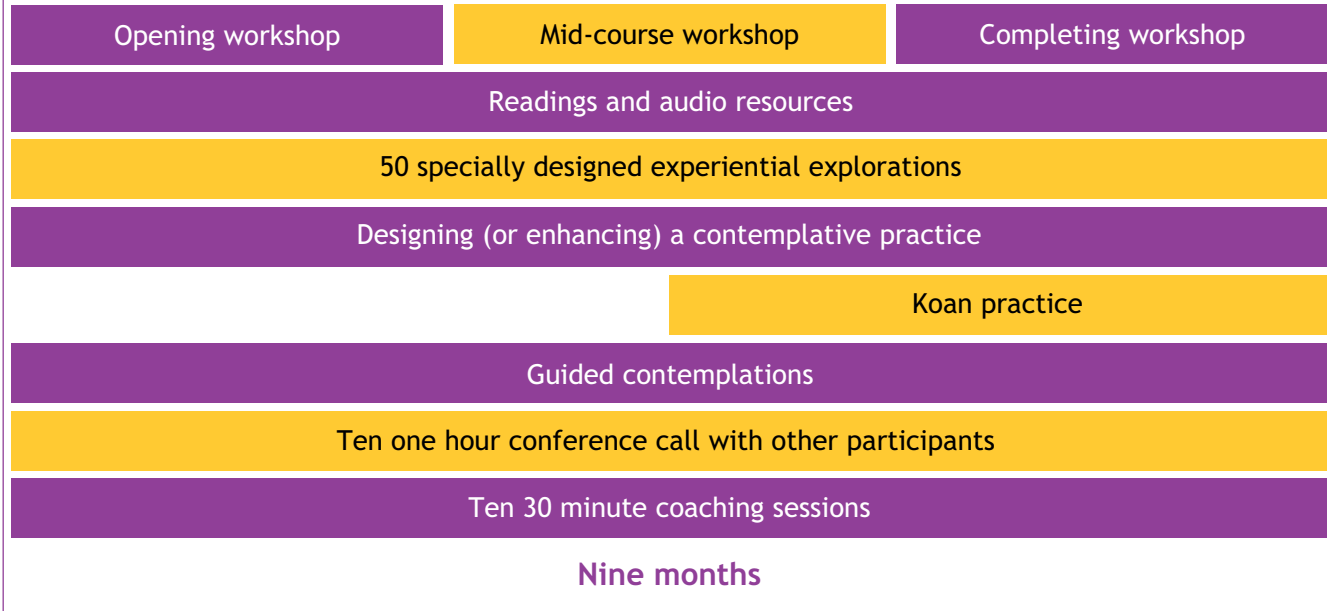 Opening workshop
Mid-course workshop
Completing workshop
Readings and audio resources
50 specially designed experiential explorations
Designing (or enhancing) a contemplative practice
Koan practice
Guided contemplations
Ten one hour conference call with other participants
Ten 30 minute coaching sessions
Nine months